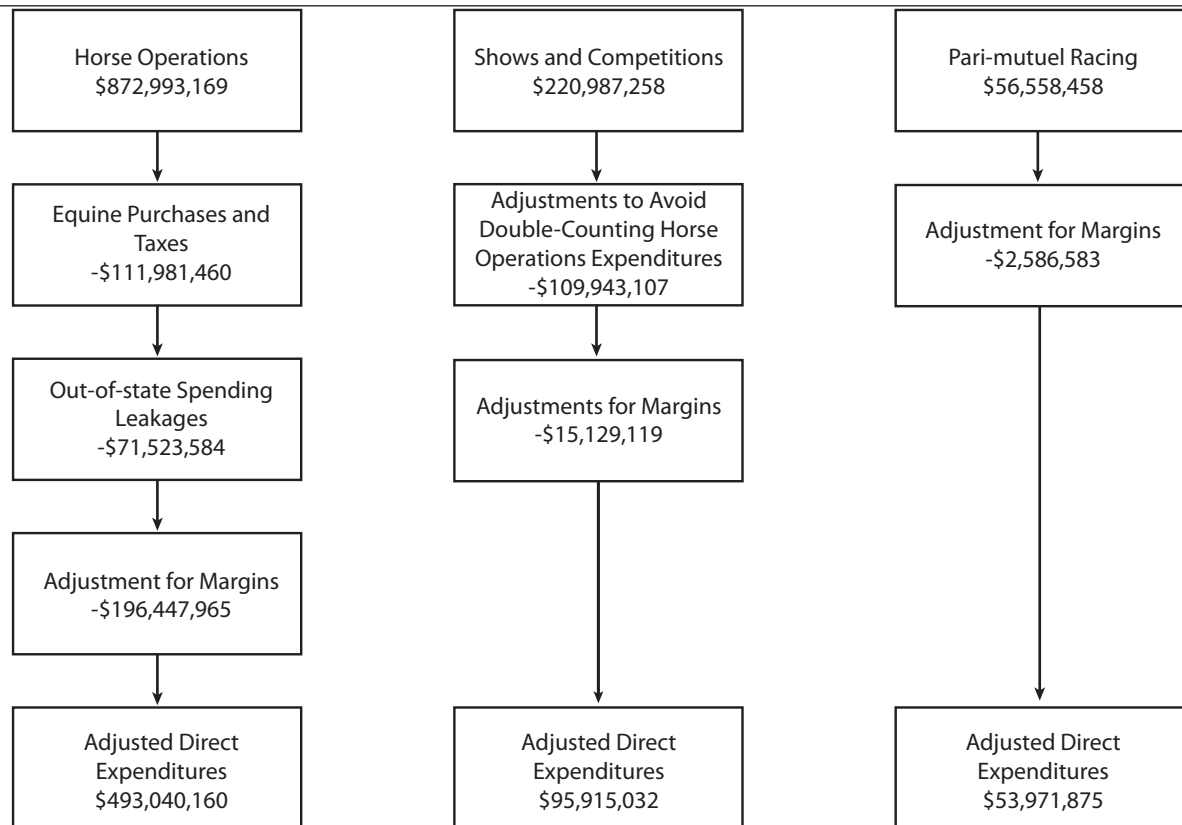 Horse Operations
$872,993,169
Equine Purchases and
Taxes
-$111,981,460
Out-of-state Spending
Leakages
-$71,523,584
Adjustment for Margins
-$196,447,965
Adjusted Direct
Expenditures
$493,040,160
Shows and Competitions
$220,987,258
Adjustments to Avoid
Double-Counting Horse
Operations Expenditures
-$109,943,107
Adjustments for Margins
-$15,129,119
Adjusted Direct
Expenditures
$95,915,032
Pari-mutuel Racing
$56,558,458
Adjustment for Margins
-$2,586,583
Adjusted Direct
Expenditures
$53,971,875